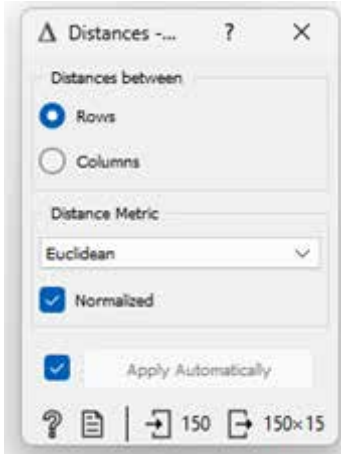 Distances -... ? ×
Distances between
Rows
Columns
Distance Metric
Euclidean
Normalized
Apply Automatically
? 150 150×15